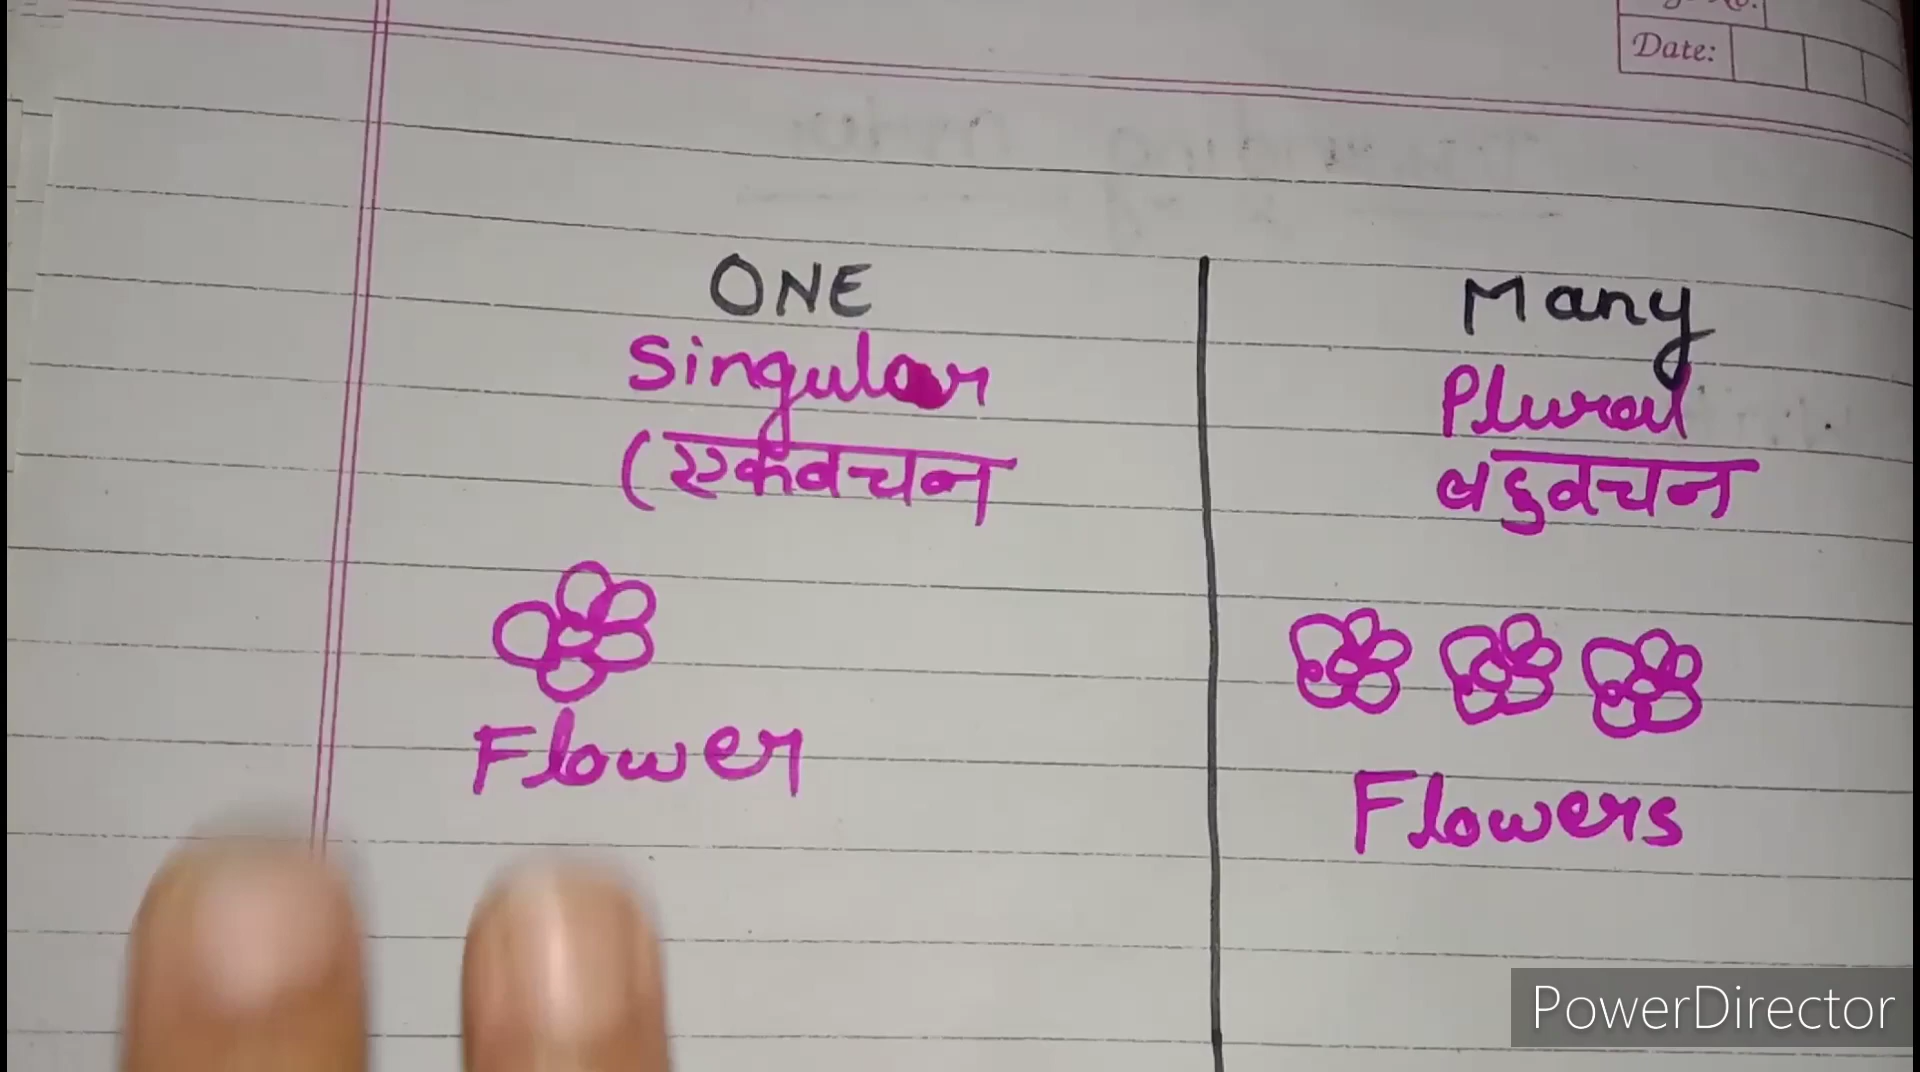 Date:
ONE
Singular
(एकवचन
Flower
Many
Plural
बहुवचन
Flowers
PowerDirector